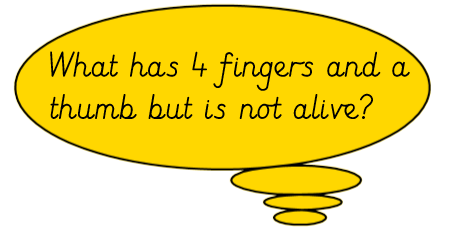 What has 4 fingers and a
thumb but is not alive?